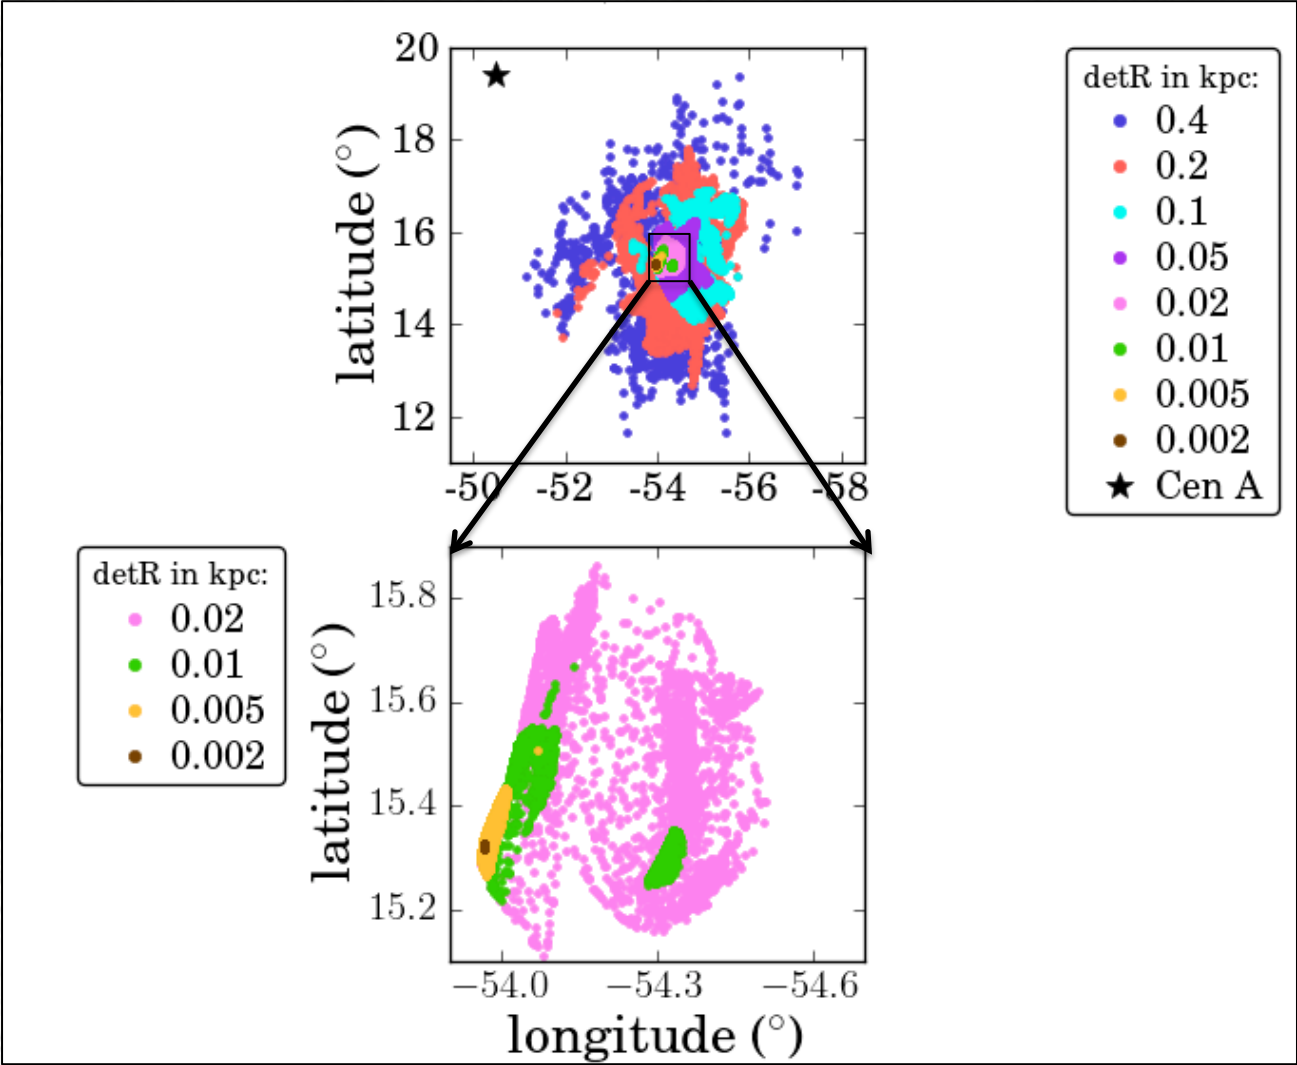 20
18
16
14
12
latitude (°)
-50 -52 -54 -56 -58
detR in kpc:
0.4
0.2
0.1
0.05
0.02
0.01
0.005
0.002
Cen A
detR in kpc:
0.02
0.01
0.005
0.002
15.8
15.6
15.4
15.2
latitude (°)
−54.0 −54.3 −54.6
longitude (°)